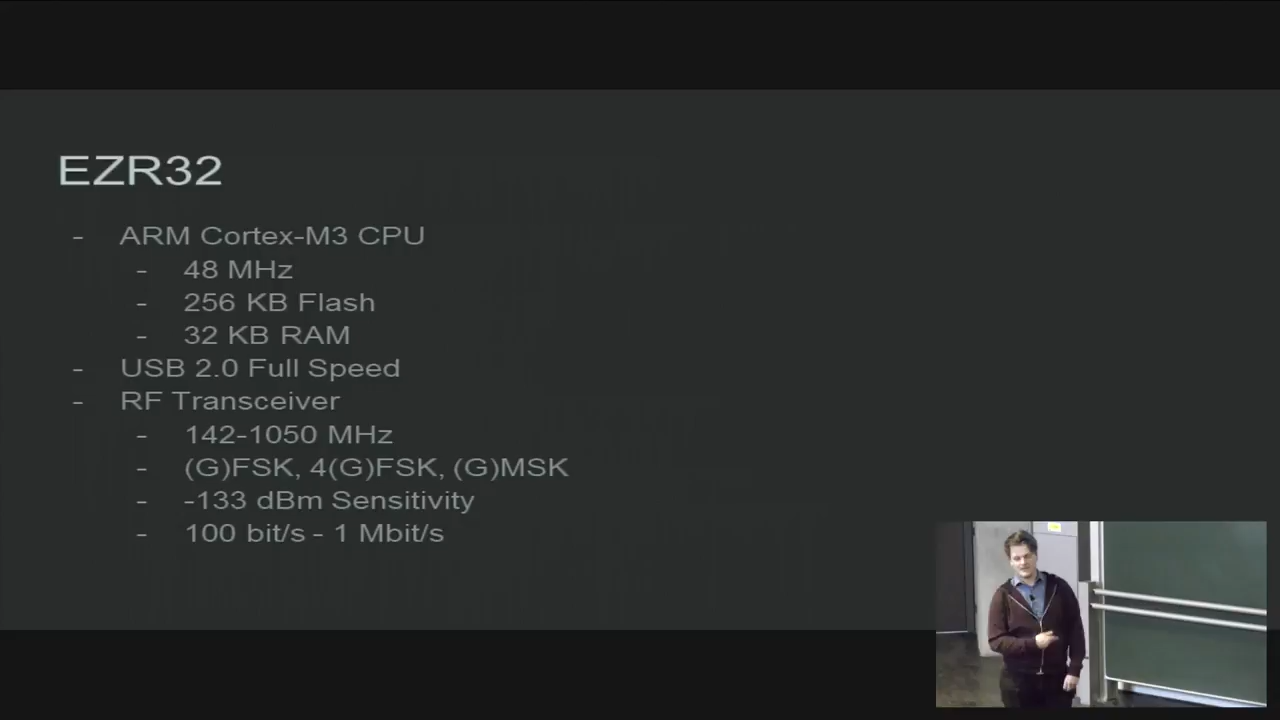 EZR32
- ARM Cortex-M3 CPU
- 48 MHz
- 256 KB Flash
- 32 KB RAM
- USB 2.0 Full Speed
- RF Transceiver
- 142-1050 MHz
- (G)FSK, 4(G)FSK, (G)MSK
- -133 dBm Sensitivity
- 100 bit/s - 1 Mbit/s